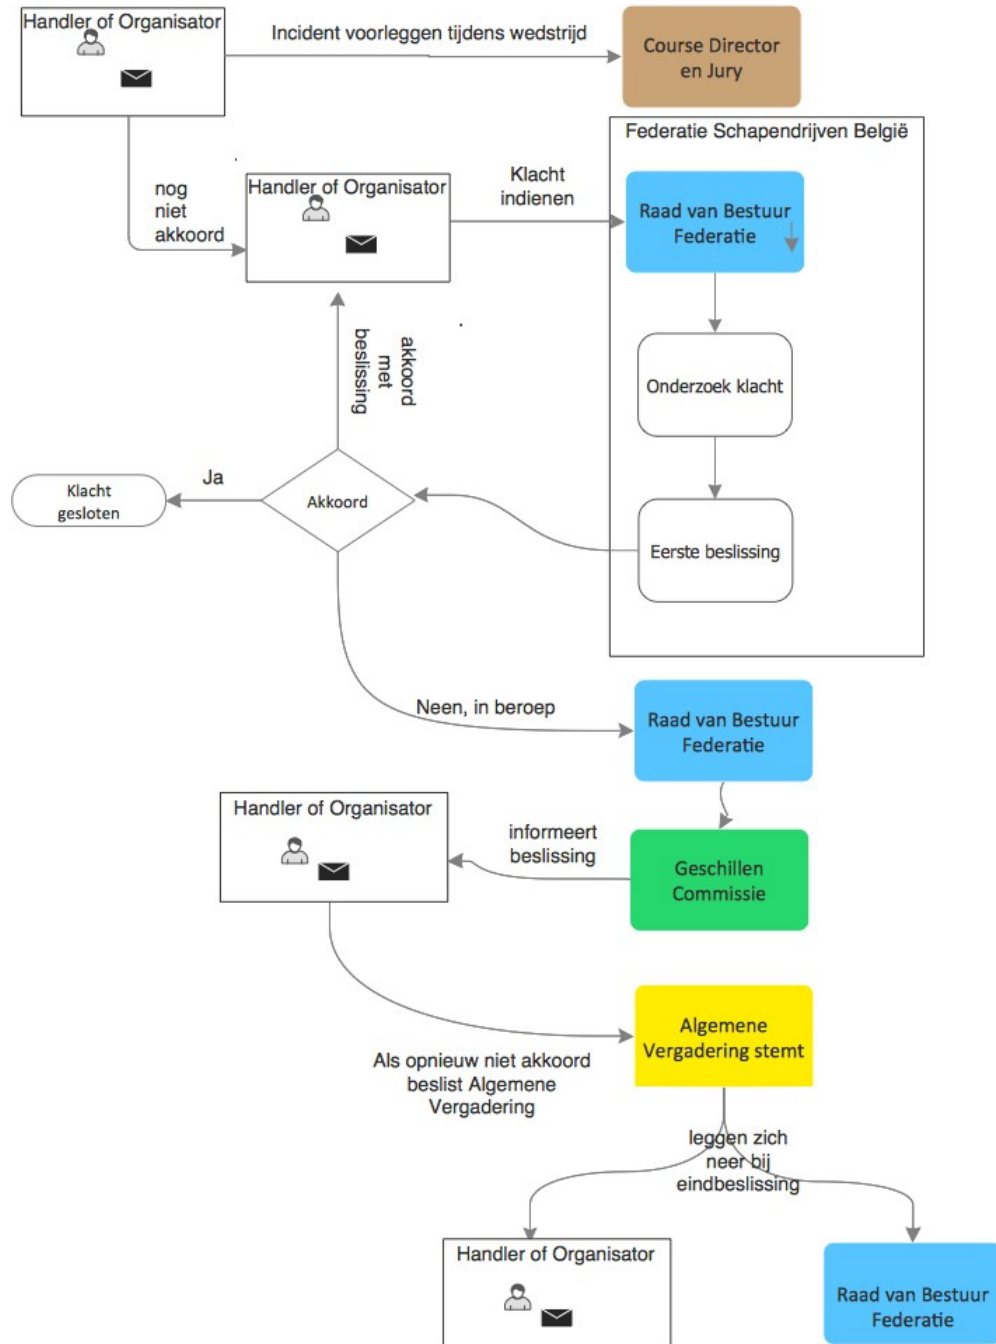 Handler of Organisator
Incident voorleggen tijdens wedstrijd
Course Director
en Jury
Federatie Schapendrijven België
nog
niet
akkoord
Handler of Organisator
Klacht
indienen
Raad van Bestuur
Federatie
akkoord
met
beslissing
Onderzoek klacht
Ja
Klacht
gesloten
Akkoord
Eerste beslissing
Neen, in beroep
Raad van Bestuur
Federatie
Handler of Organisator
informeert
beslissing
Geschillen
Commissie
Algemene
Vergadering stemt
Als opnieuw niet akkoord
beslist Algemene
Vergadering
leggen zich
neer bij
eindbeslissing
Handler of Organisator
Raad van Bestuur
Federatie